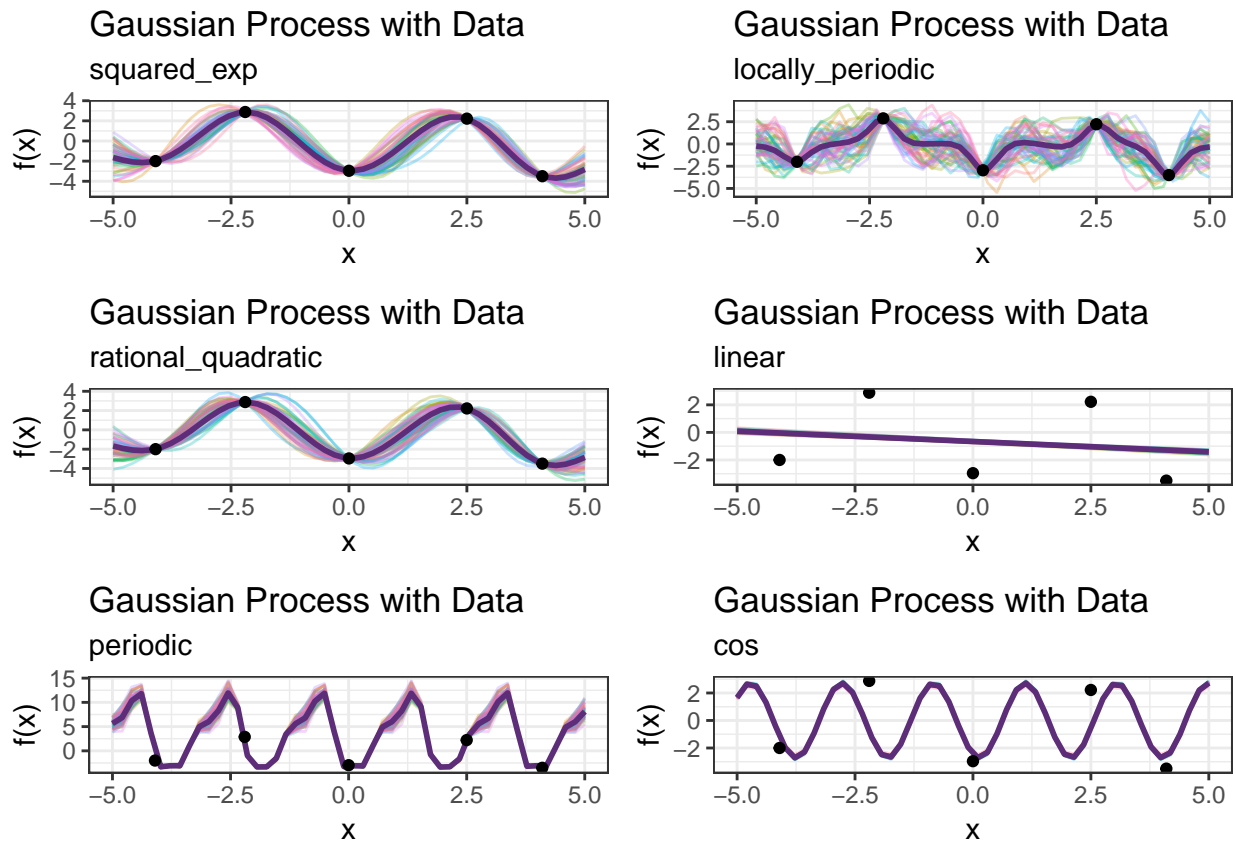 Gaussian Process with Data
squared_exp
f(x)
4
2
0
−2
−4
−5.0 −2.5 0.0 2.5 5.0
x
Gaussian Process with Data
locally_periodic
f(x)
2.5
0.0
−2.5
−5.0
−5.0 −2.5 0.0 2.5 5.0
x
Gaussian Process with Data
rational_quadratic
f(x)
4
2
0
−2
−4
−5.0 −2.5 0.0 2.5 5.0
x
Gaussian Process with Data
linear
f(x)
2
0
−2
−5.0 −2.5 0.0 2.5 5.0
x
Gaussian Process with Data
periodic
f(x)
15
10
5
0
−5.0 −2.5 0.0 2.5 5.0
x
Gaussian Process with Data
cos
f(x)
2
0
−2
−5.0 −2.5 0.0 2.5 5.0
x